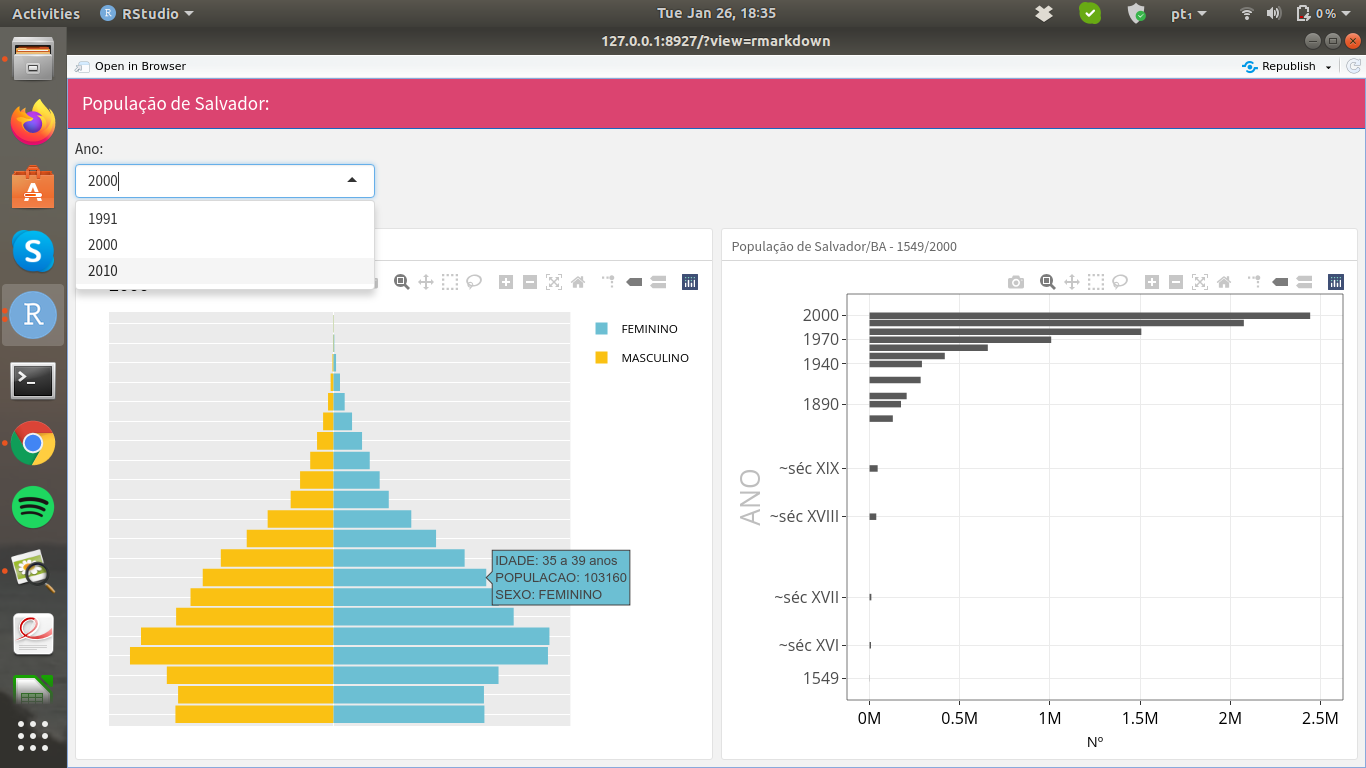 Activities
RStudio
Tue Jan 26, 18:35
pt₁
0 %
127.0.0.1:8927/?view=rmarkdown
Open in Browser
Republish
População de Salvador:
Ano:
2000
1991
2000
2010
FEMININO
MASCULINO
IDADE: 35 a 39 anos
POPULACAO: 103160
SEXO: FEMININO
População de Salvador/BA - 1549/2000
ANO
2000
1970
1940
1890
~séc XIX
~séc XVIII
~séc XVII
~séc XVI
1549
0M 0.5M 1M 1.5M 2M 2.5M
Nº